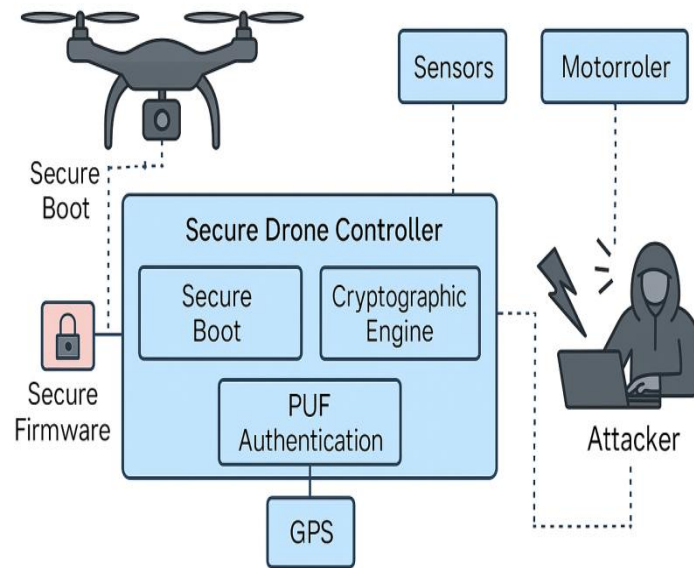 Sensors
Motorroler
Secure
Boot
Secure Drone Controller
Secure
Boot
Cryptographic
Engine
Secure
Firmware
PUF
Authentication
Attacker
GPS